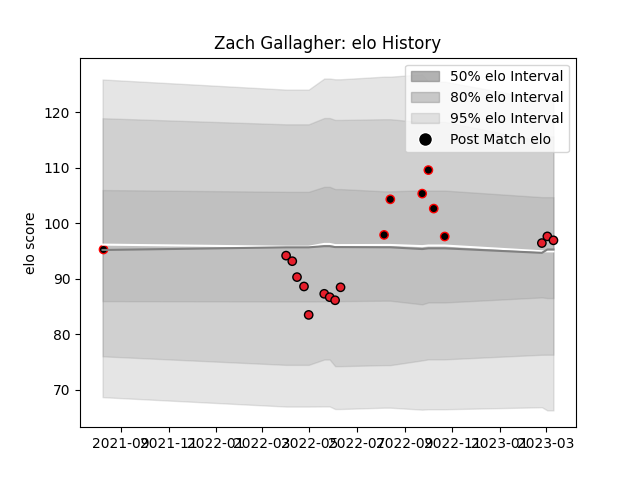 Zach Gallagher: elo History
50% elo Interval
80% elo Interval
95% elo Interval
Post Match elo
elo score
120
110
100
90
80
70
2021-09 2021-11 2022-01 2022-03 2022-05 2022-07 2022-09 2022-11 2023-01 2023-03